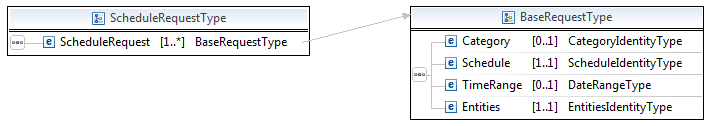 ScheduleRequestType
ScheduleRequest [1..*] BaseRequestType
BaseRequestType
Category [0..1] CategoryIdentityType
Schedule [1..1] ScheduleIdentityType
TimeRange [0..1] DateRangeType
Entities [1..1] EntitiesIdentityType